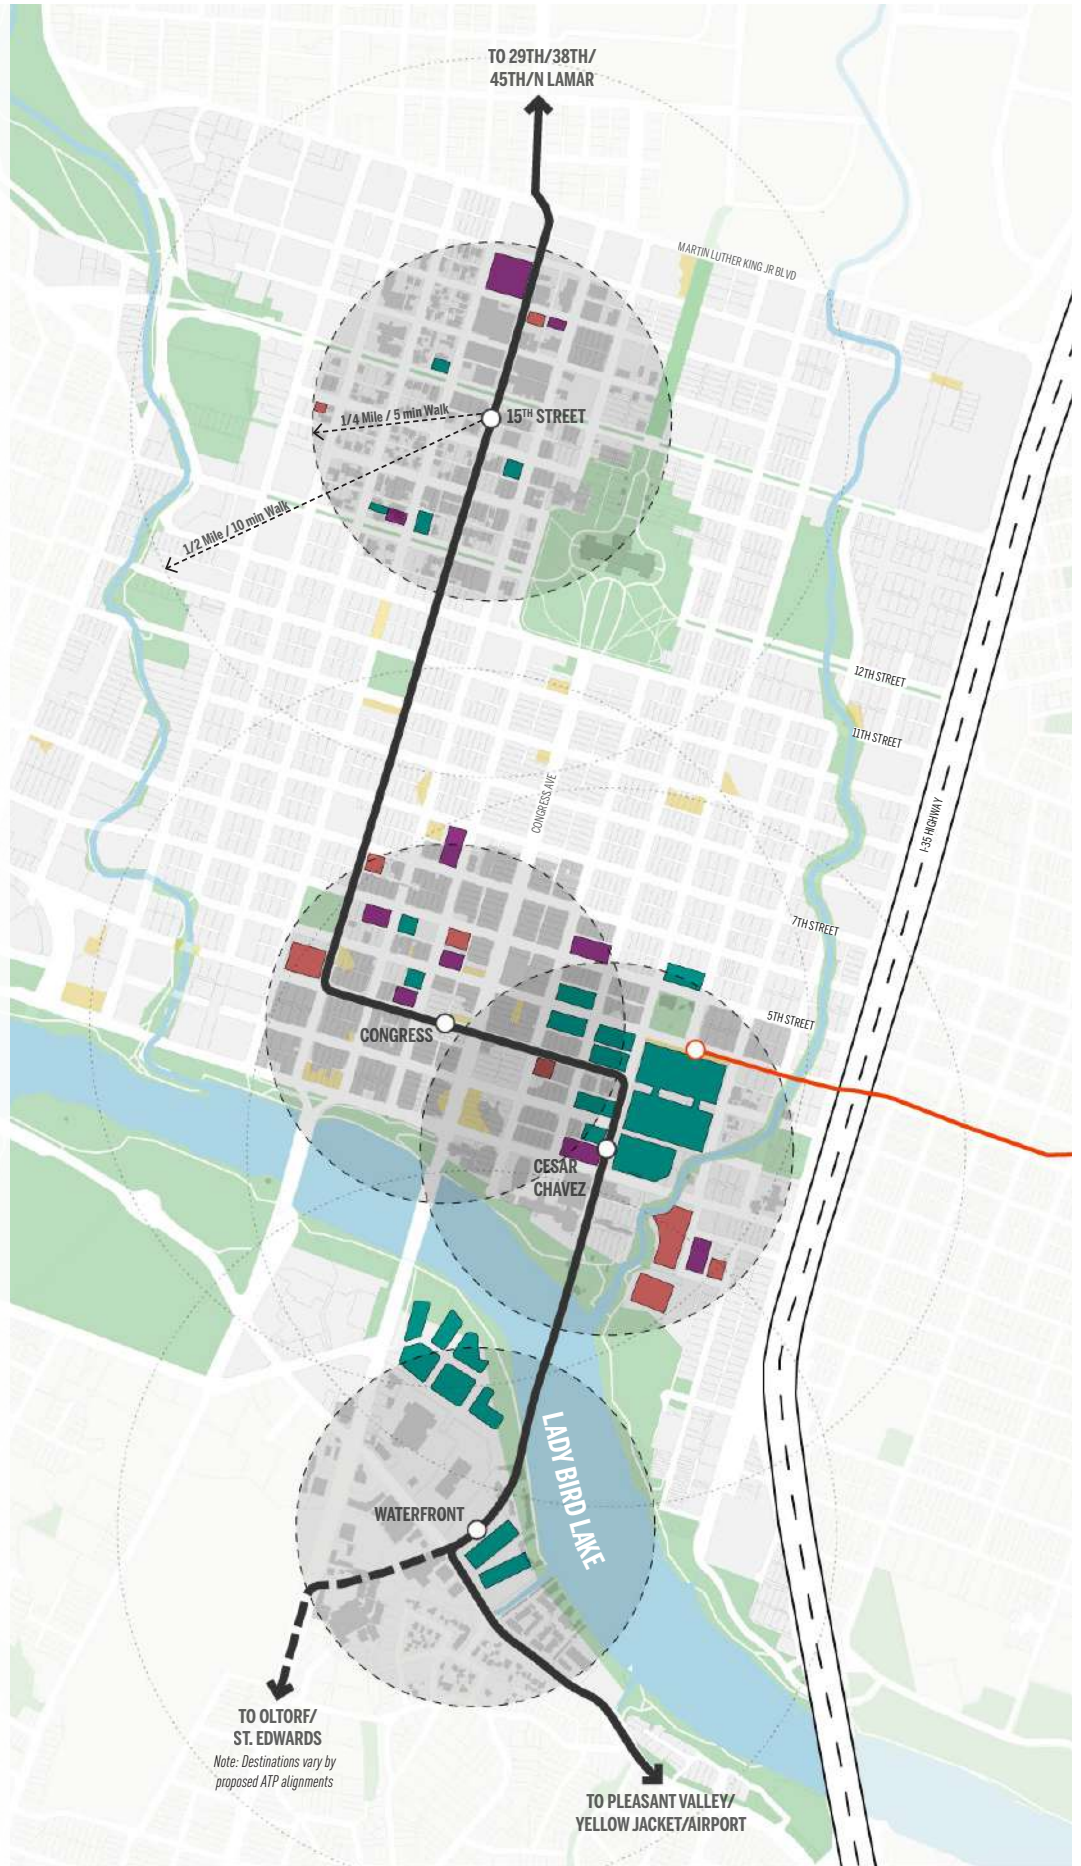 TO 29TH/38TH/
45TH/N LAMAR
MARTIN LUTHER KING JR BLVD
15TH STREET
1/4 Mile / 5 min Walk
1/2 Mile / 10 min Walk
12TH STREET
11TH STREET
CONGRESS AVE
I-35 HIGHWAY
7TH STREET
5TH STREET
CONGRESS
CESAR
CHAVEZ
LADY BIRD LAKE
WATERFRONT
TO OLTORF/
ST. EDWARDS
Note: Destinations vary by
proposed ATP alignments
TO PLEASANT VALLEY/
YELLOW JACKET/AIRPORT